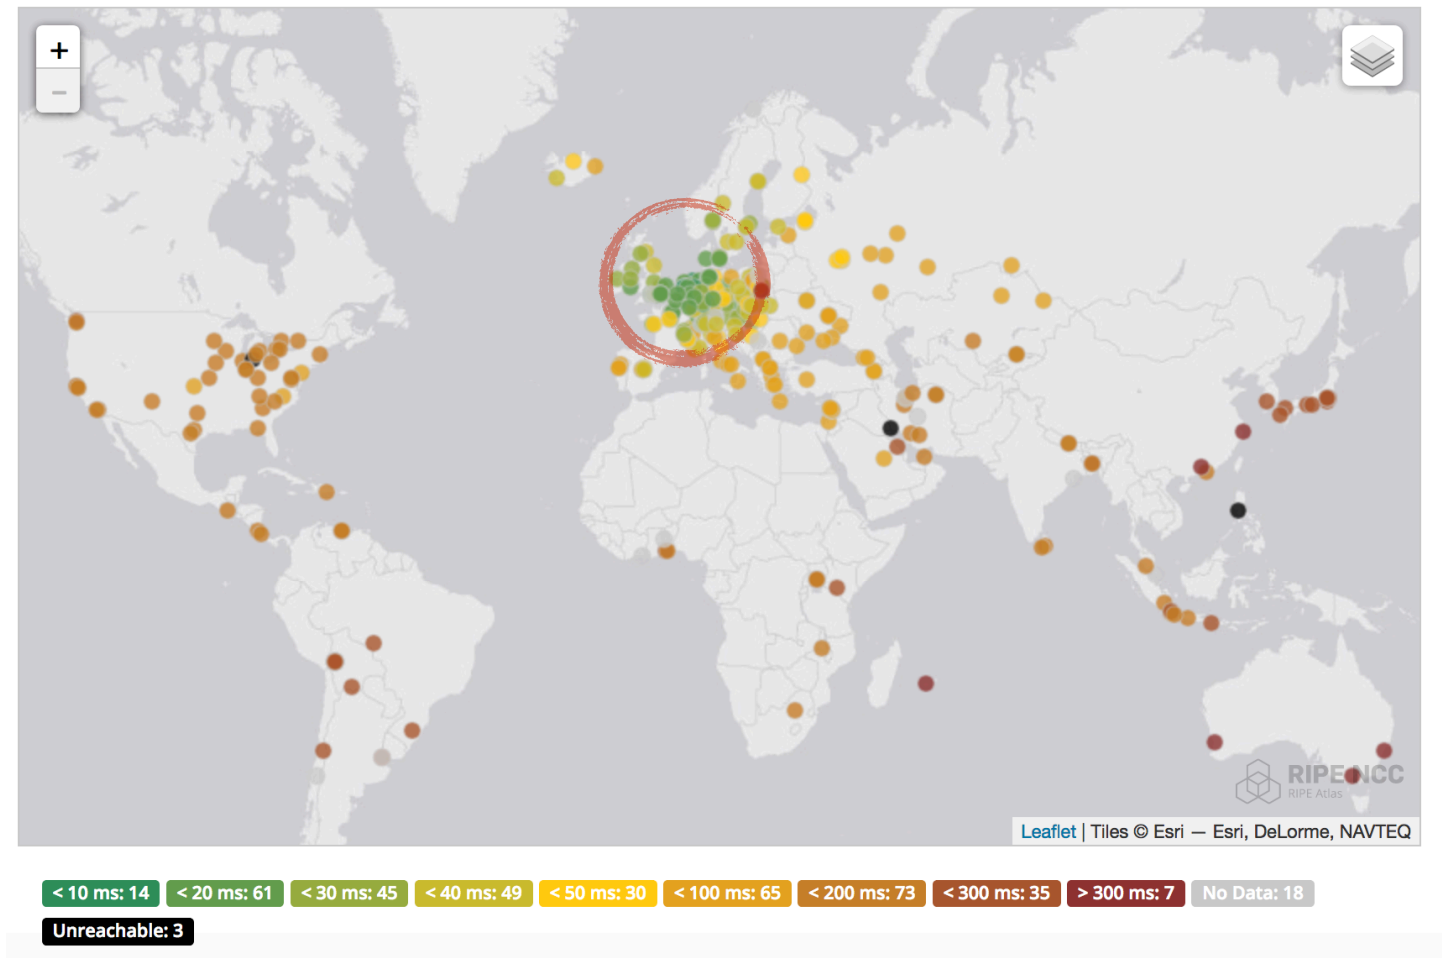 +
−
RIPE NCC
RIPE Atlas
Leaflet | Tiles © Esri — Esri, DeLorme, NAVTEQ
< 10 ms: 14 < 20 ms: 61 < 30 ms: 45 < 40 ms: 49 < 50 ms: 30 < 100 ms: 65 < 200 ms: 73 < 300 ms: 35 > 300 ms: 7 No Data: 18
Unreachable: 3